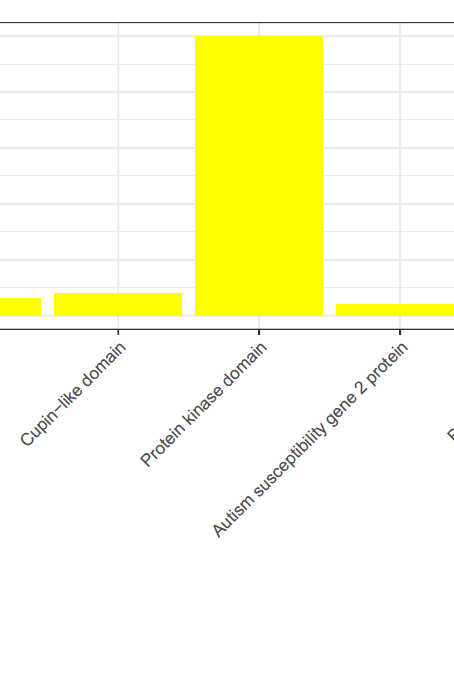 Cupin−like domain
Protein kinase domain
Autism susceptibility gene 2 protein